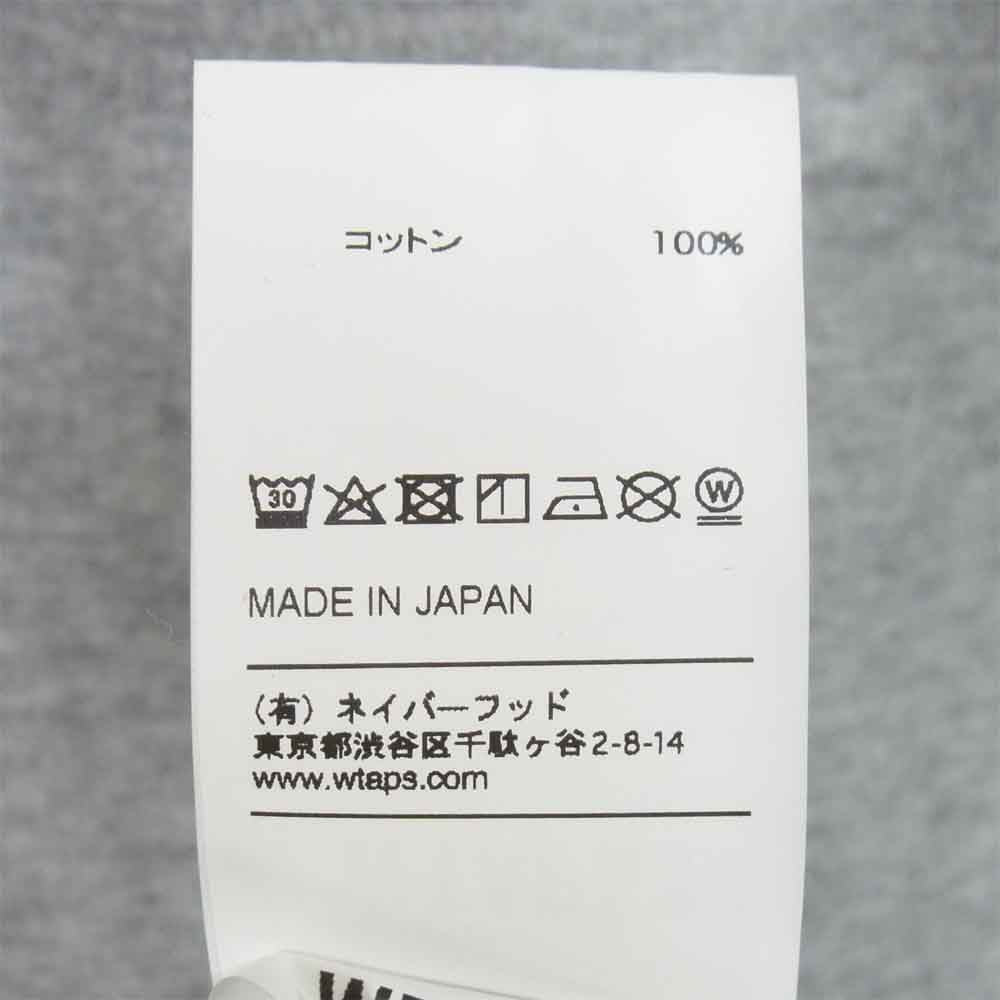 コットン 100%
30 W
MADE IN JAPAN
（有）ネイバーフッド
東京都渋谷区千駄ヶ谷2-8-14
www.wtaps.com